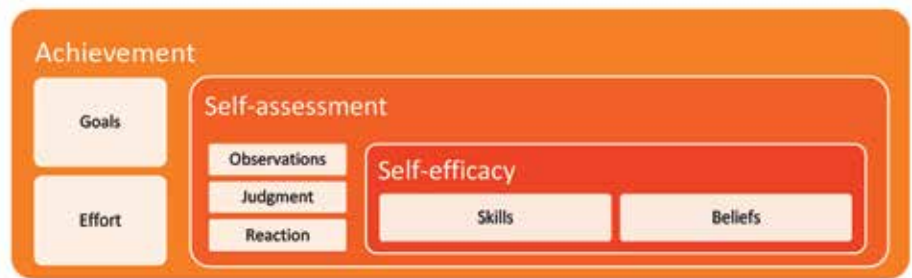 Achievement
Goals
Effort
Self-assessment
Observations
Judgment
Reaction
Self-efficacy
Skills
Beliefs